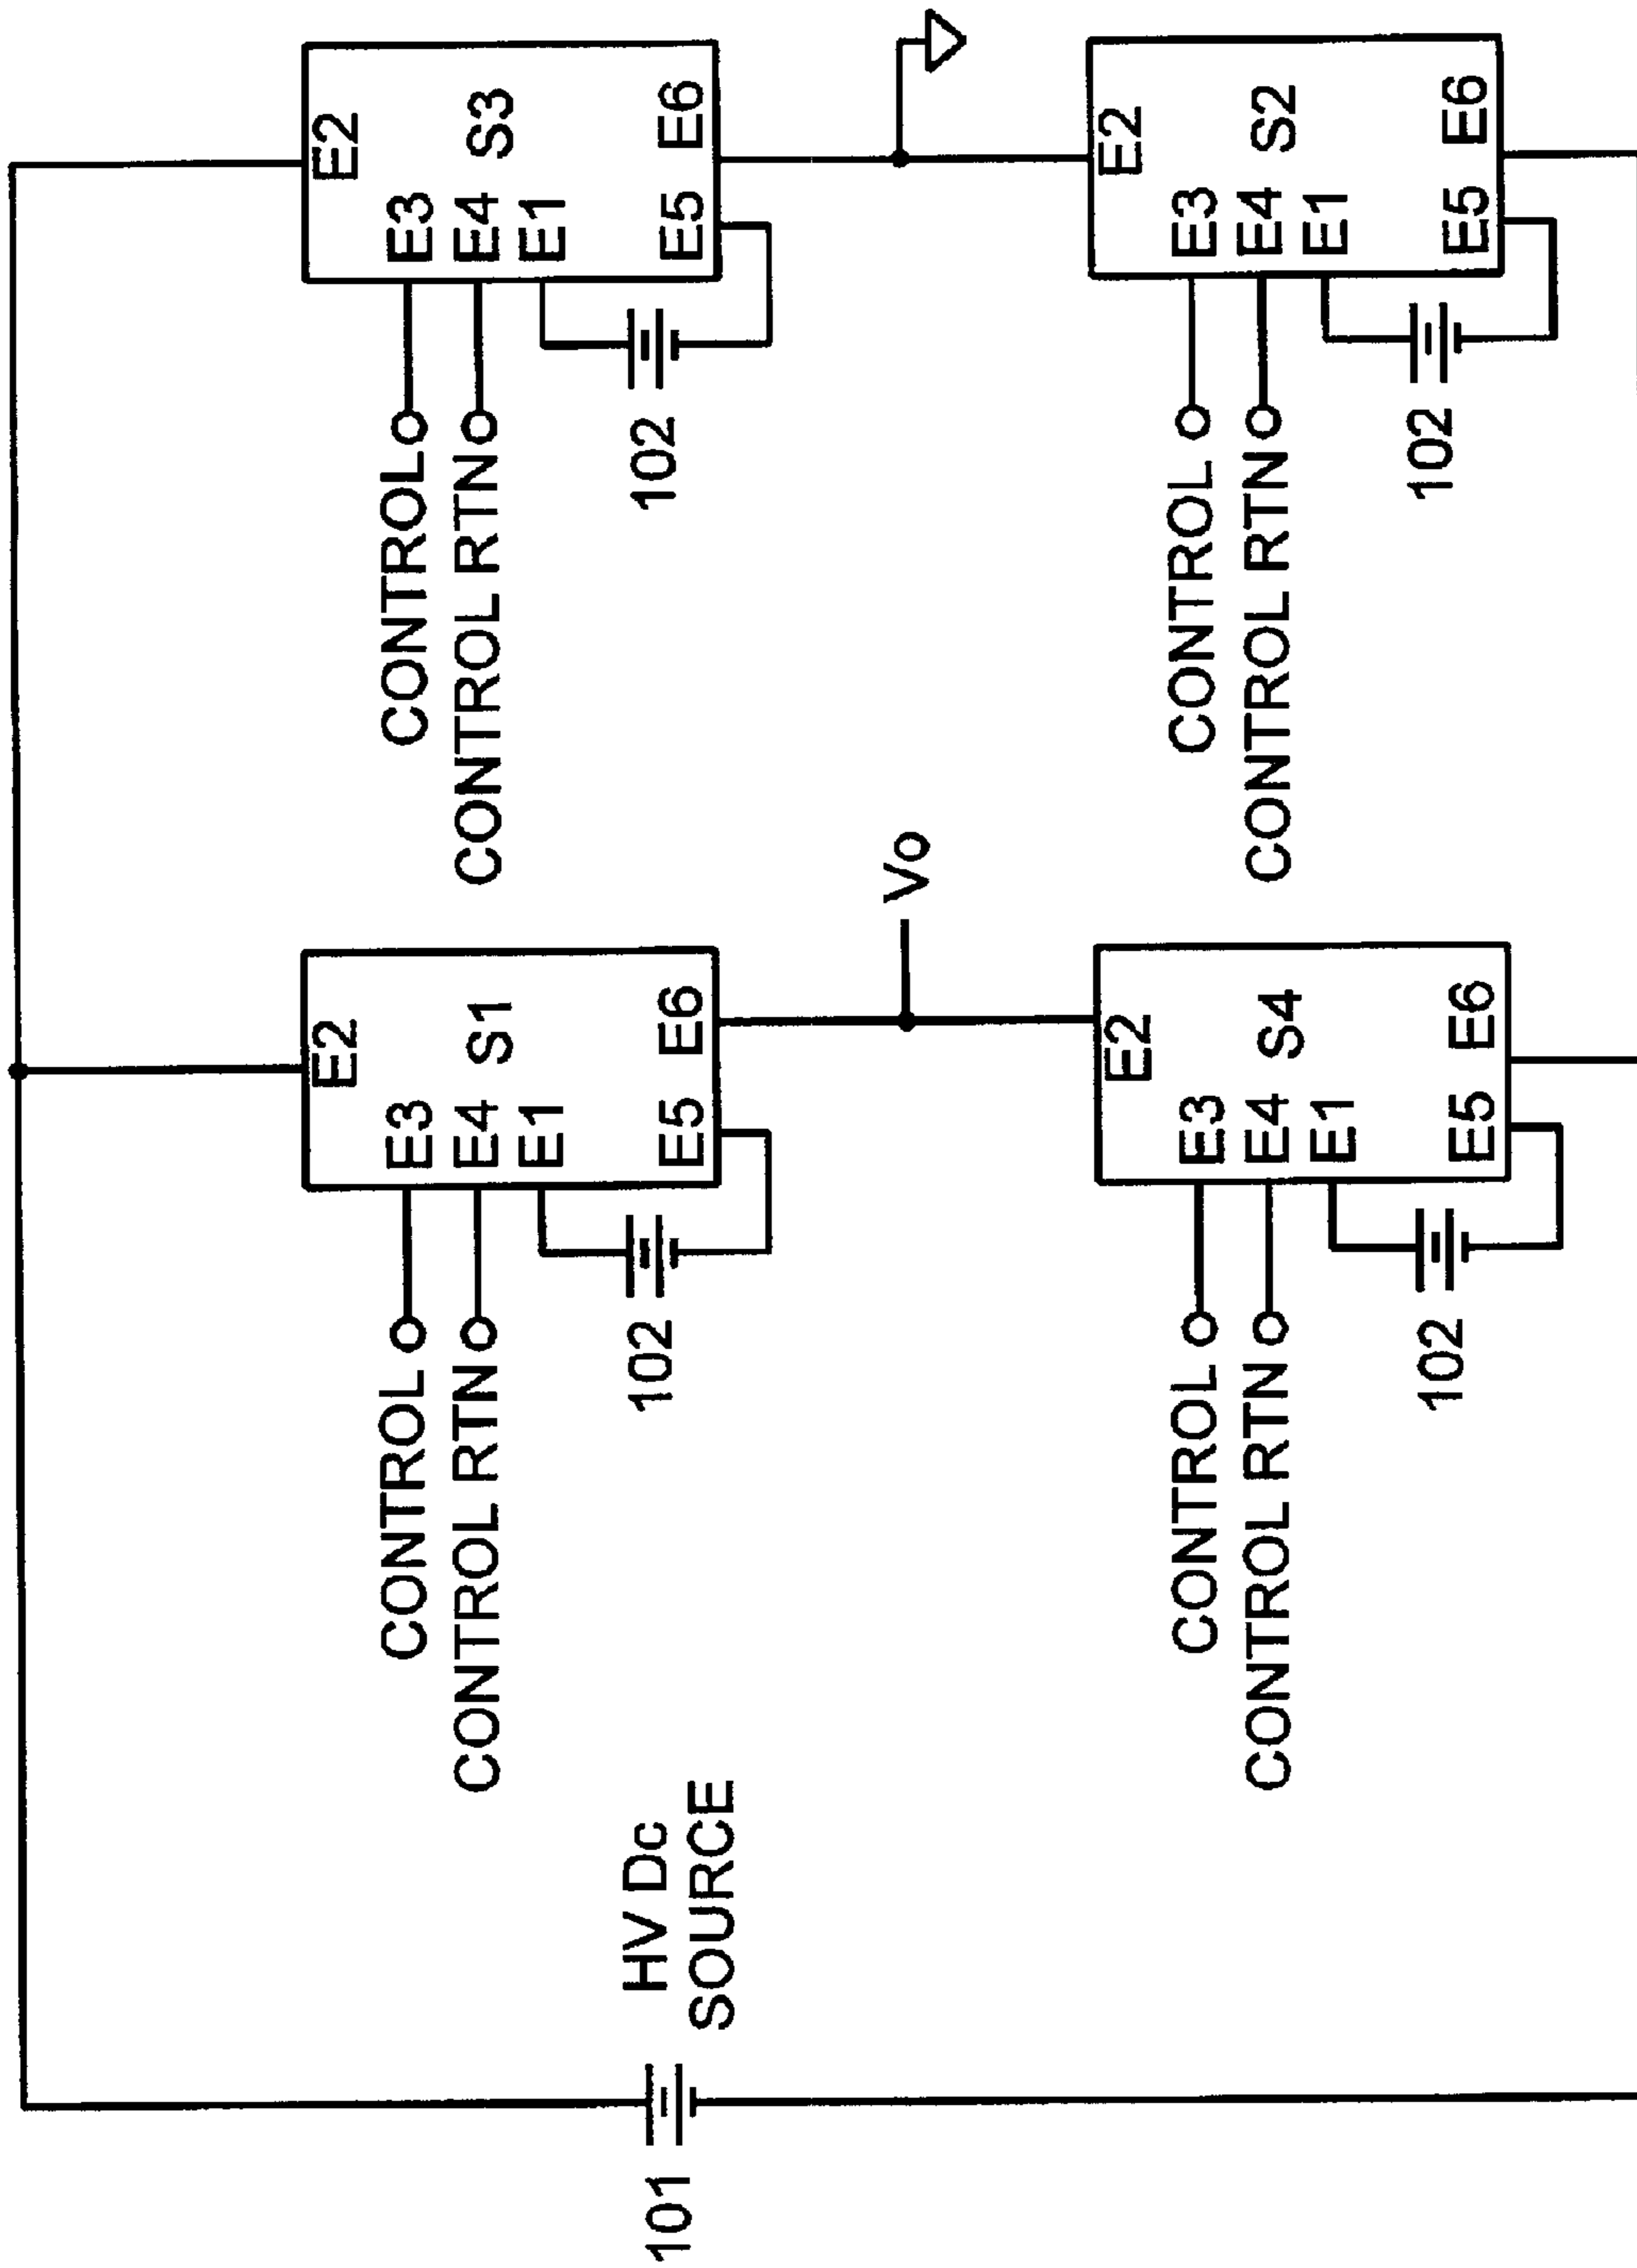 101
HV Dc
SOURCE
CONTROL
CONTROL RTN
102
E2
E3
E4
S1
E1
E5
E6
CONTROL
CONTROL RTN
102
E2
E3
E4
S3
E1
E5
E6
Vo
CONTROL
CONTROL RTN
102
E2
E3
E4
S4
E1
E5
E6
CONTROL
CONTROL RTN
102
E2
E3
E4
S2
E1
E5
E6